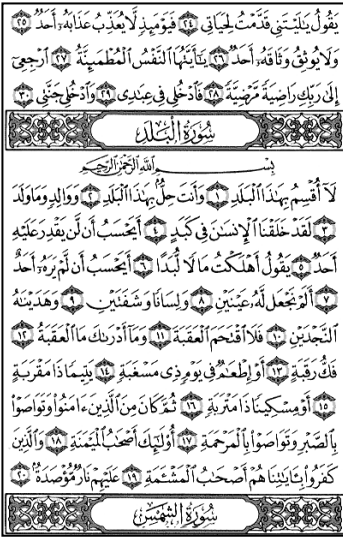 يَقُولُ يَٰلَيْتَنِى قَدَّمْتُ لِحَيَاتِى ٢٤ فَيَوْمَئِذٍ لَّا يُعَذِّبُ عَذَابَهُۥٓ أَحَدٌ ٢٥
وَلَا يُوثِقُ وَثَاقَهُۥٓ أَحَدٌ ٢٦ يَٰٓأَيَّتُهَا ٱلنَّفْسُ ٱلْمُطْمَئِنَّةُ ٢٧ ٱرْجِعِىٓ
إِلَىٰ رَبِّكِ رَاضِيَةً مَّرْضِيَّةً ٢٨ فَٱدْخُلِى فِى عِبَٰدِى ٢٩ وَٱدْخُلِى جَنَّتِى ٣٠
سُورَةُ الْبَلَدِ
بِسْمِ ٱللَّهِ ٱلرَّحْمَٰنِ ٱلرَّحِيمِ
لَآ أُقْسِمُ بِهَٰذَا ٱلْبَلَدِ ١ وَأَنتَ حِلٌّۢ بِهَٰذَا ٱلْبَلَدِ ٢ وَوَالِدٍ وَمَا وَلَدَ
٣ لَقَدْ خَلَقْنَا ٱلْإِنسَٰنَ فِى كَبَدٍ ٤ أَيَحْسَبُ أَن لَّن يَقْدِرَ عَلَيْهِ
أَحَدٌ ٥ يَقُولُ أَهْلَكْتُ مَالًا لُّبَدًا ٦ أَيَحْسَبُ أَن لَّمْ يَرَهُۥٓ أَحَدٌ
٧ أَلَمْ نَجْعَل لَّهُۥ عَيْنَيْنِ ٨ وَلِسَانًا وَشَفَتَيْنِ ٩ وَهَدَيْنَٰهُ
ٱلنَّجْدَيْنِ ١٠ فَلَا ٱقْتَحَمَ ٱلْعَقَبَةَ ١١ وَمَآ أَدْرَىٰكَ مَا ٱلْعَقَبَةُ ١٢
فَكُّ رَقَبَةٍ ١٣ أَوْ إِطْعَٰمٌ فِى يَوْمٍ ذِى مَسْغَبَةٍ ١٤ يَتِيمًا ذَا مَقْرَبَةٍ
١٥ أَوْ مِسْكِينًا ذَا مَتْرَبَةٍ ١٦ ثُمَّ كَانَ مِنَ ٱلَّذِينَ ءَامَنُوا۟ وَتَوَاصَوْا۟
بِٱلصَّبْرِ وَتَوَاصَوْا۟ بِٱلْمَرْحَمَةِ ١٧ أُو۟لَٰٓئِكَ أَصْحَٰبُ ٱلْمَيْمَنَةِ ١٨ وَٱلَّذِينَ
كَفَرُوا۟ بِـَٔايَٰتِنَا هُمْ أَصْحَٰبُ ٱلْمَشْـَٔمَةِ ١٩ عَلَيْهِمْ نَارٌ مُّؤْصَدَةٌۢ ٢٠
سُورَةُ الشَّمْسِ